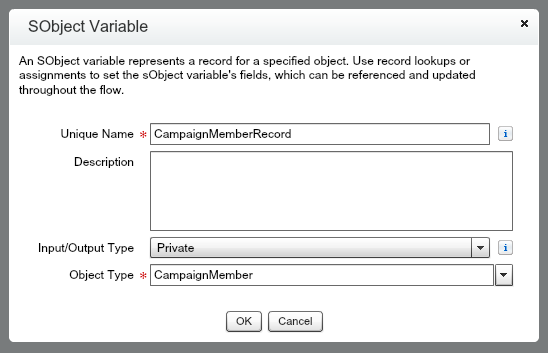 SObject Variable
An SObject variable represents a record for a specified object. Use record lookups or
assignments to set the sObject variable's fields, which can be referenced and updated
throughout the flow.
Unique Name * CampaignMemberRecord i
Description
Input/Output Type Private i
Object Type * CampaignMember
OK Cancel